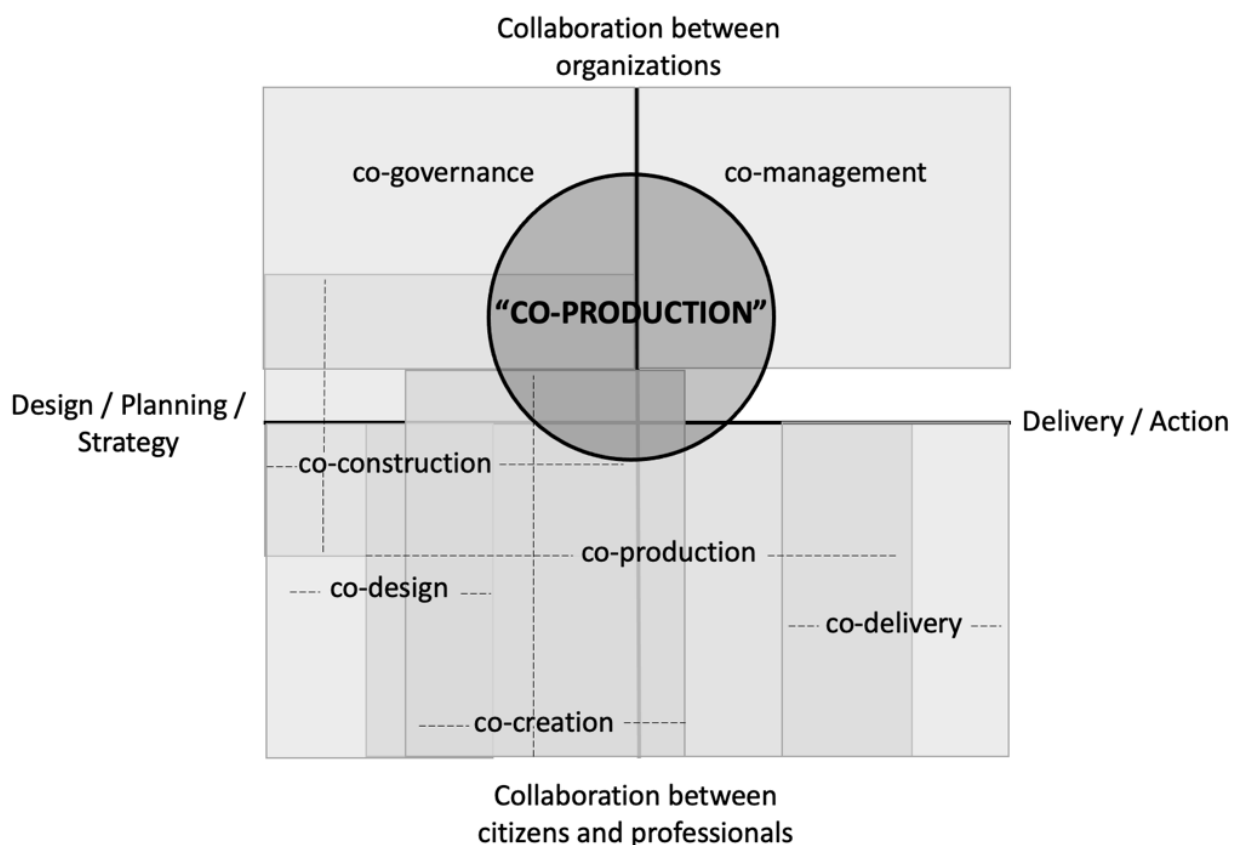 Collaboration between
organizations
co-governance
co-management
“CO-PRODUCTION”
Design / Planning /
Strategy
Delivery / Action
co-construction
co-production
co-design
co-delivery
co-creation
Collaboration between
citizens and professionals